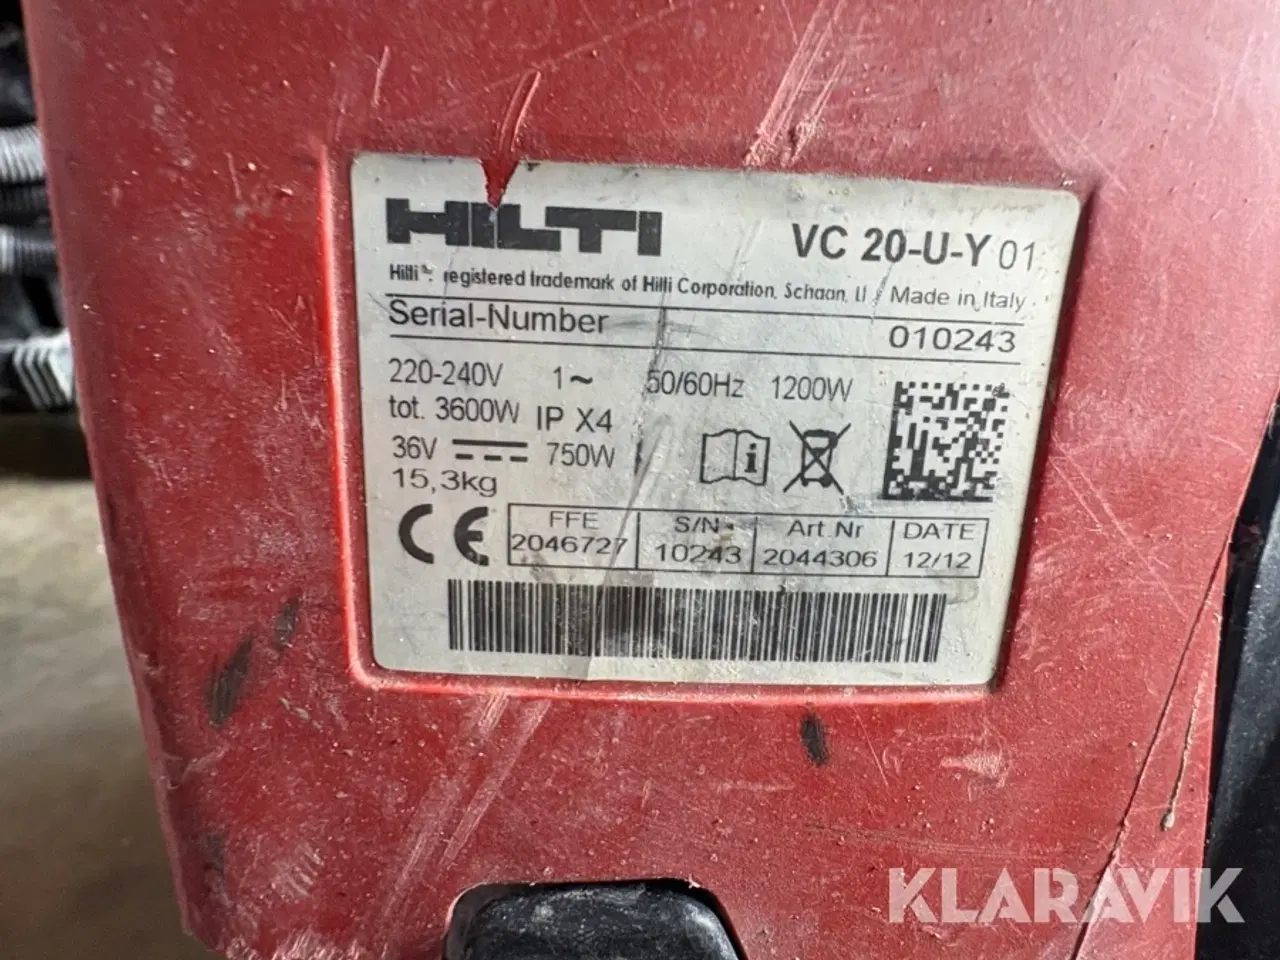 HILTI
VC 20-U-Y 01
Hilti®: registered trademark of Hilti Corporation, Schaan, LI Made in Italy
Serial-Number 010243
220-240V 1~ 50/60Hz 1200W
tot. 3600W IP X4
36V 750W
15,3kg
CE
FFE S/N Art Nr DATE
2046727 10243 2044306 12/12
KLARAVIK